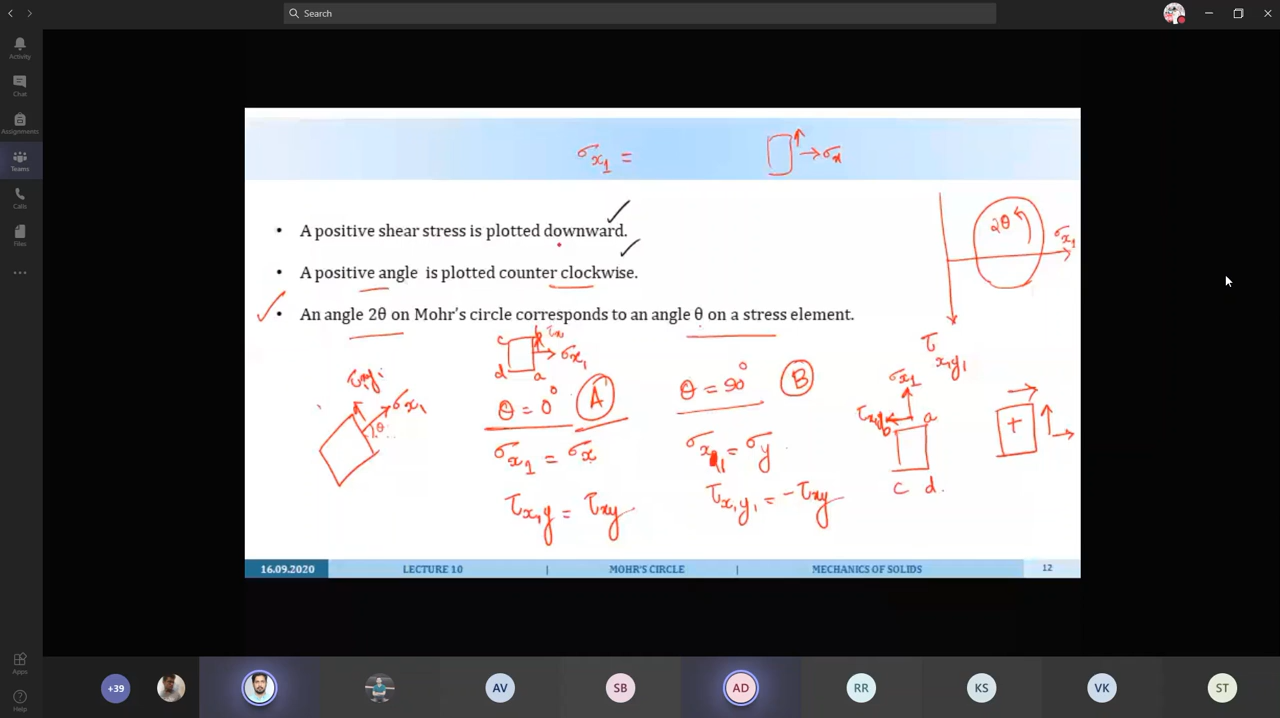 Search
Activity
Chat
Assignments
Teams
Calls
Files
Apps
Help
σx₁ =
σx
• A positive shear stress is plotted downward.
• A positive angle is plotted counter clockwise.
• An angle 2θ on Mohr's circle corresponds to an angle θ on a stress element.
2θ
σx₁
τx₁y₁
σx₁
θ
c
b
d
a
σx₁
θ = 0° A
σx₁ = σx
τx₁y = τxy
θ = 90° B
σx₁ = σy
τx₁y₁ = -τxy
σx₁
b
a
c d
+
16.09.2020 LECTURE 10 | MOHR'S CIRCLE | MECHANICS OF SOLIDS 12
+39 AV SB AD RR KS VK ST